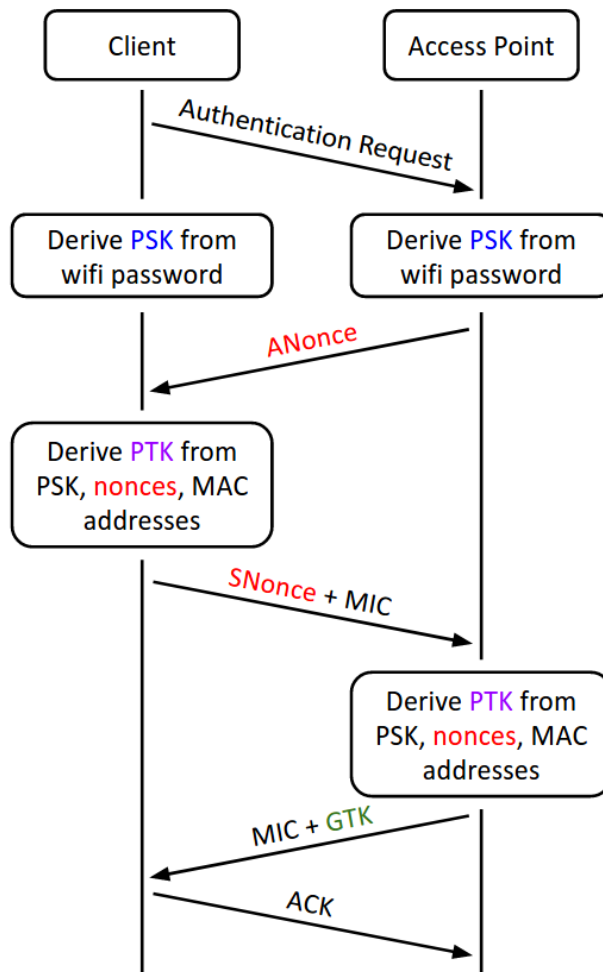 Client
Access Point
Authentication Request
Derive PSK from
wifi password
Derive PSK from
wifi password
ANonce
Derive PTK from
PSK, nonces, MAC
addresses
SNonce + MIC
Derive PTK from
PSK, nonces, MAC
addresses
MIC + GTK
ACK